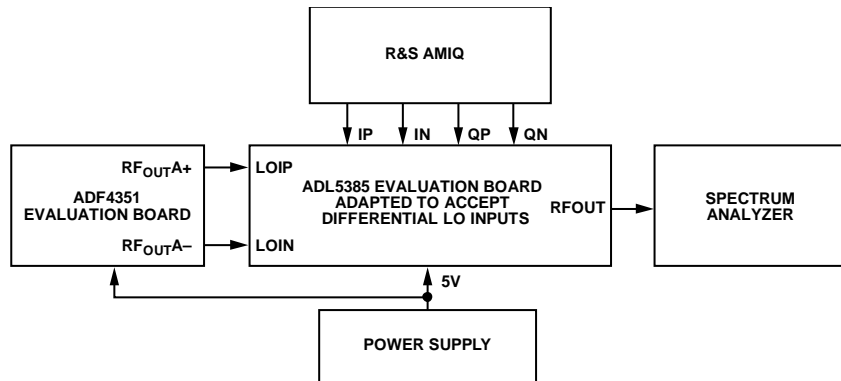 R&S AMIQ
IP IN QP QN
RFOUTA+
ADF4351
EVALUATION BOARD
RFOUTA–
LOIP
ADL5385 EVALUATION BOARD
ADAPTED TO ACCEPT
DIFFERENTIAL LO INPUTS
LOIN
RFOUT
SPECTRUM
ANALYZER
5V
POWER SUPPLY